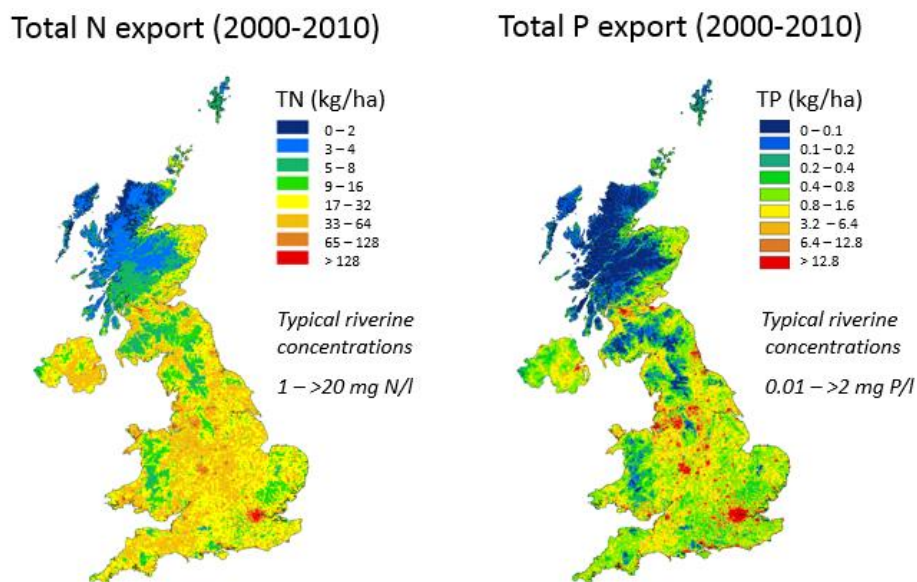 Total N export (2000-2010)
TN (kg/ha)
0 – 2
3 – 4
5 – 8
9 – 16
17 – 32
33 – 64
65 – 128
> 128
Typical riverine
concentrations
1 – >20 mg N/l
Total P export (2000-2010)
TP (kg/ha)
0 – 0.1
0.1 – 0.2
0.2 – 0.4
0.4 – 0.8
0.8 – 1.6
3.2 – 6.4
6.4 – 12.8
> 12.8
Typical riverine
concentrations
0.01 – >2 mg P/l